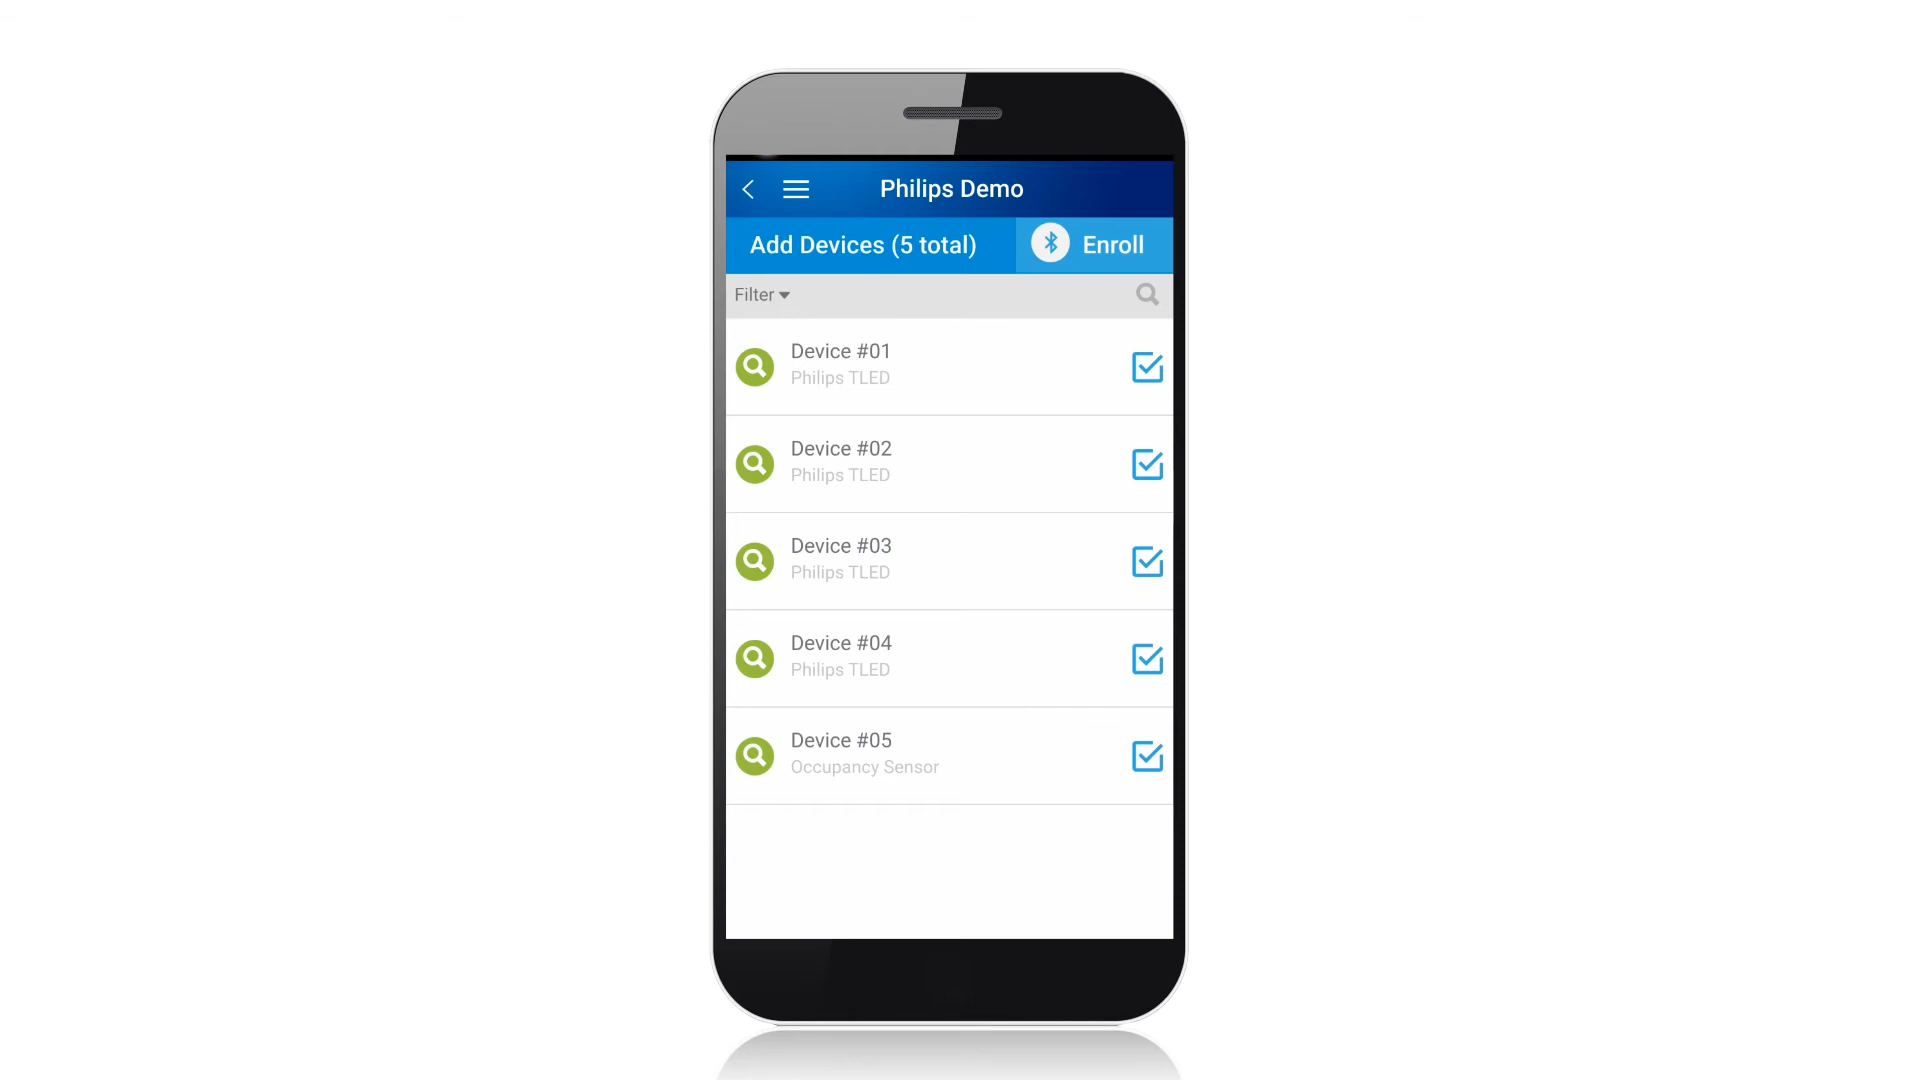 Philips Demo
Add Devices (5 total)
Enroll
Filter
Device #01
Philips TLED
Device #02
Philips TLED
Device #03
Philips TLED
Device #04
Philips TLED
Device #05
Occupancy Sensor